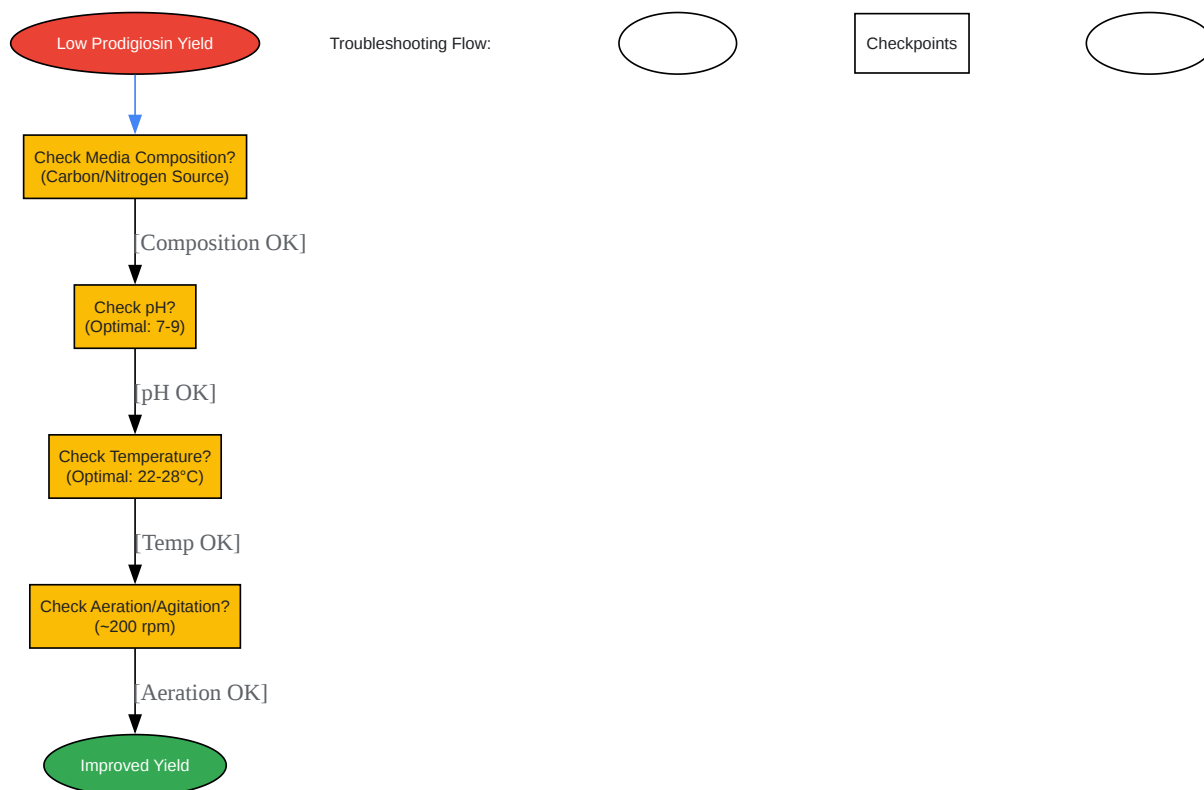 Low Prodigiosin Yield
Troubleshooting Flow:
Checkpoints
Check Media Composition?
(Carbon/Nitrogen Source)
[Composition OK]
Check pH?
(Optimal: 7-9)
[pH OK]
Check Temperature?
(Optimal: 22-28°C)
[Temp OK]
Check Aeration/Agitation?
(~200 rpm)
[Aeration OK]
Improved Yield